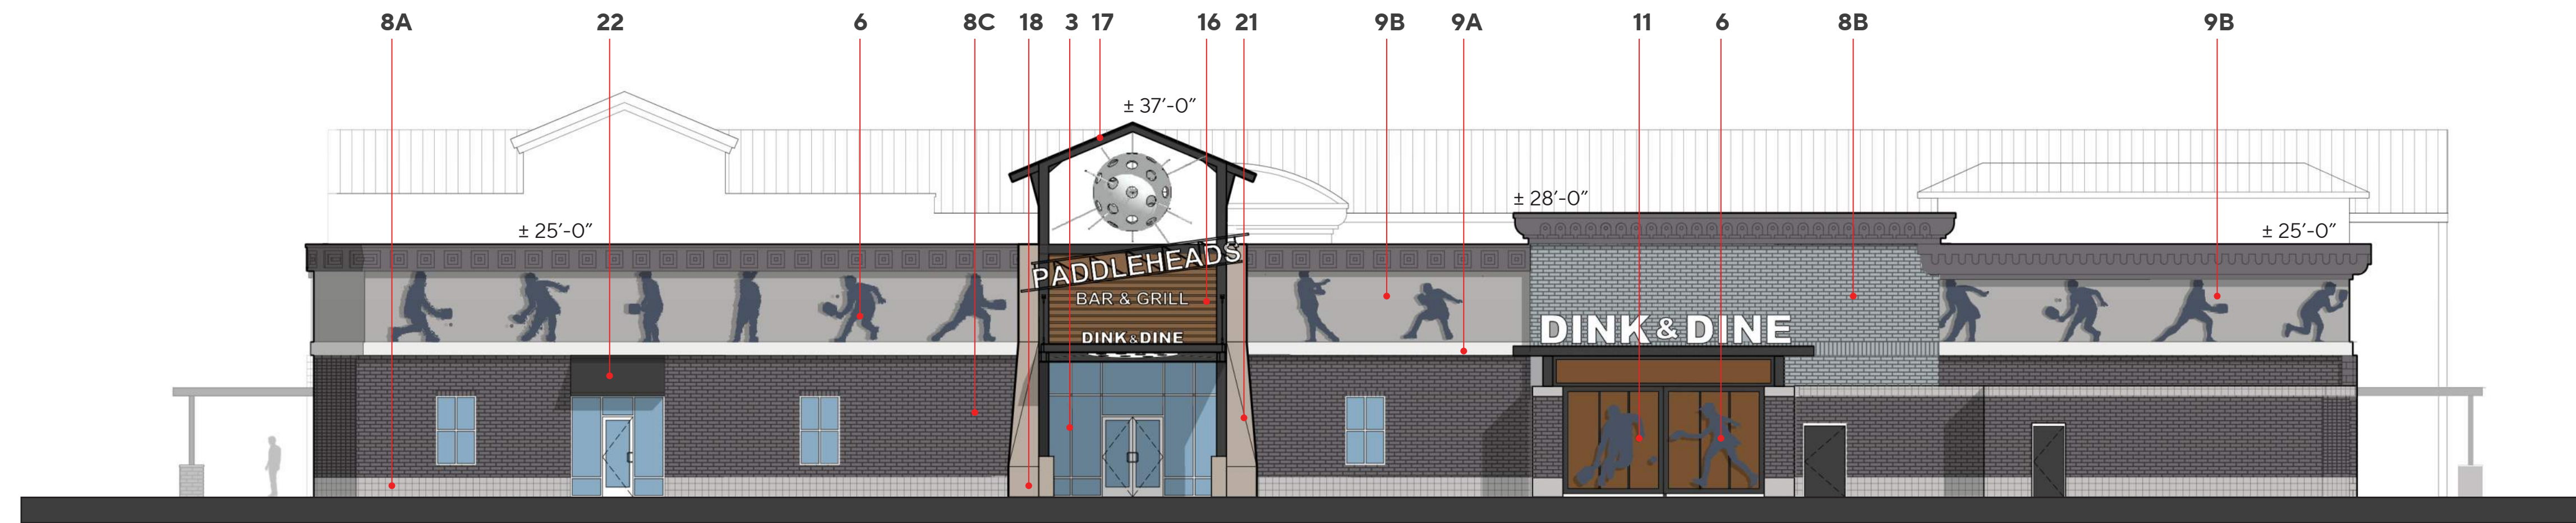 8A 22 6 8C 18 3 17 16 21 9B 9A 11 6 8B 9B
± 37'-0"
± 28'-0"
± 25'-0"
± 25'-0"
PADDLEHEADS
BAR & GRILL
DINK & DINE
DINK & DINE